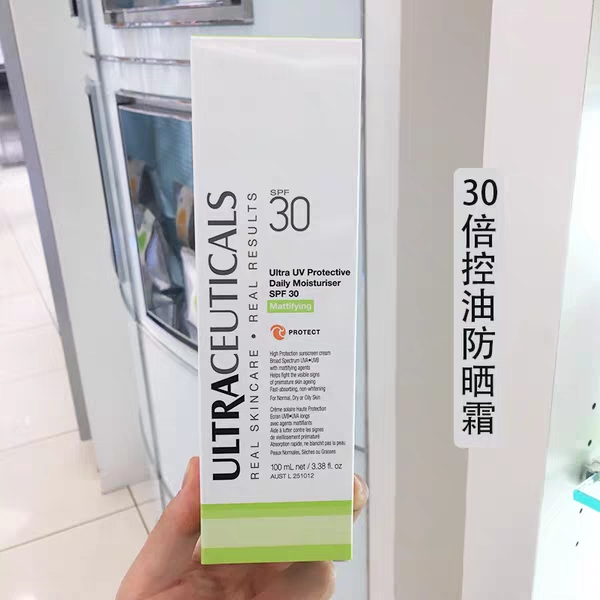 ULTRACEUTICALS
REAL SKINCARE • REAL RESULTS
SPF
30
Ultra UV Protective
Daily Moisturiser
SPF 30
Mattifying
PROTECT
High Protection sunscreen cream
Broad Spectrum UVA•UVB
with mattifying agents
Helps fight the visible signs
of premature skin ageing
Fast-absorbing, non-whitening
For Normal, Dry or Oily Skin
Crème solaire Haute Protection
Ecran UVB•UVA longs
avec agents matifiants
Aide à lutter contre les signes
de vieillissement prématuré
Absorption rapide, ne blanchit pas la peau
Peaux Normales, Sèches ou Grasses
100 mL net / 3.38 fl. oz
AUST L 251012
30倍控油防晒霜